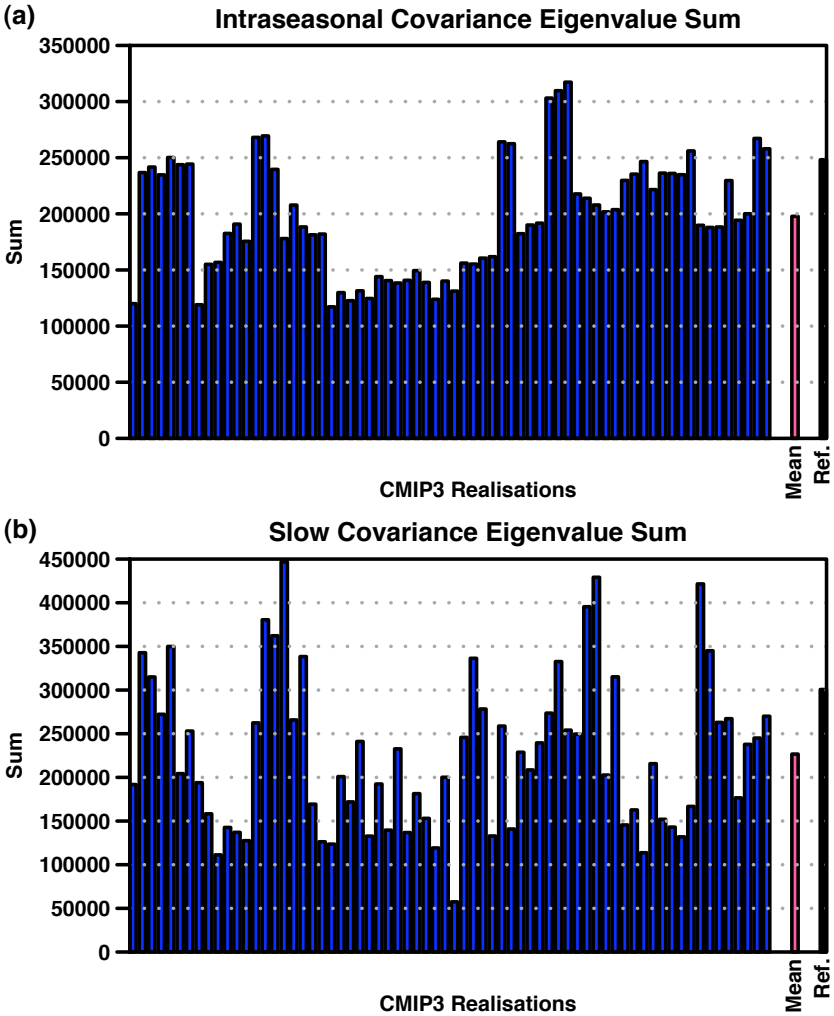 (a)
Intraseasonal Covariance Eigenvalue Sum
350000
300000
250000
200000
150000
100000
50000
0
Sum
CMIP3 Realisations
Mean
Ref.
(b)
Slow Covariance Eigenvalue Sum
450000
400000
350000
300000
250000
200000
150000
100000
50000
0
Sum
CMIP3 Realisations
Mean
Ref.